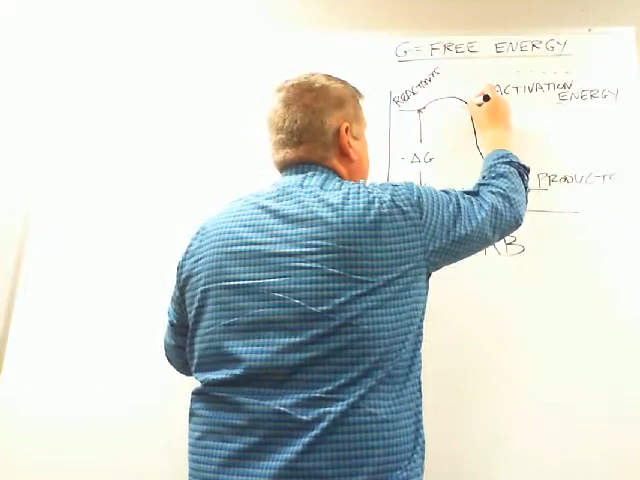 G = FREE ENERGY
REACTANTS
ACTIVATION
ENERGY
- ΔG
PRODUCTS
AB